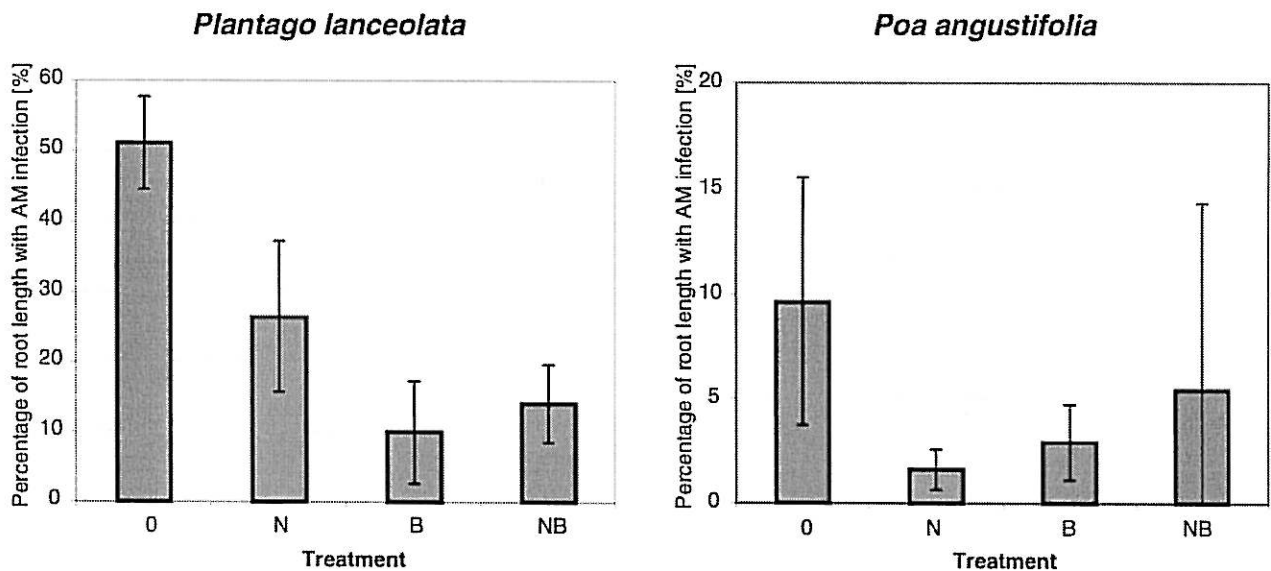 Plantago lanceolata
Percentage of root length with AM infection [%]
60
50
40
30
20
10
0
0 N B NB
Treatment
Poa angustifolia
Percentage of root length with AM infection [%]
20
15
10
5
0
0 N B NB
Treatment